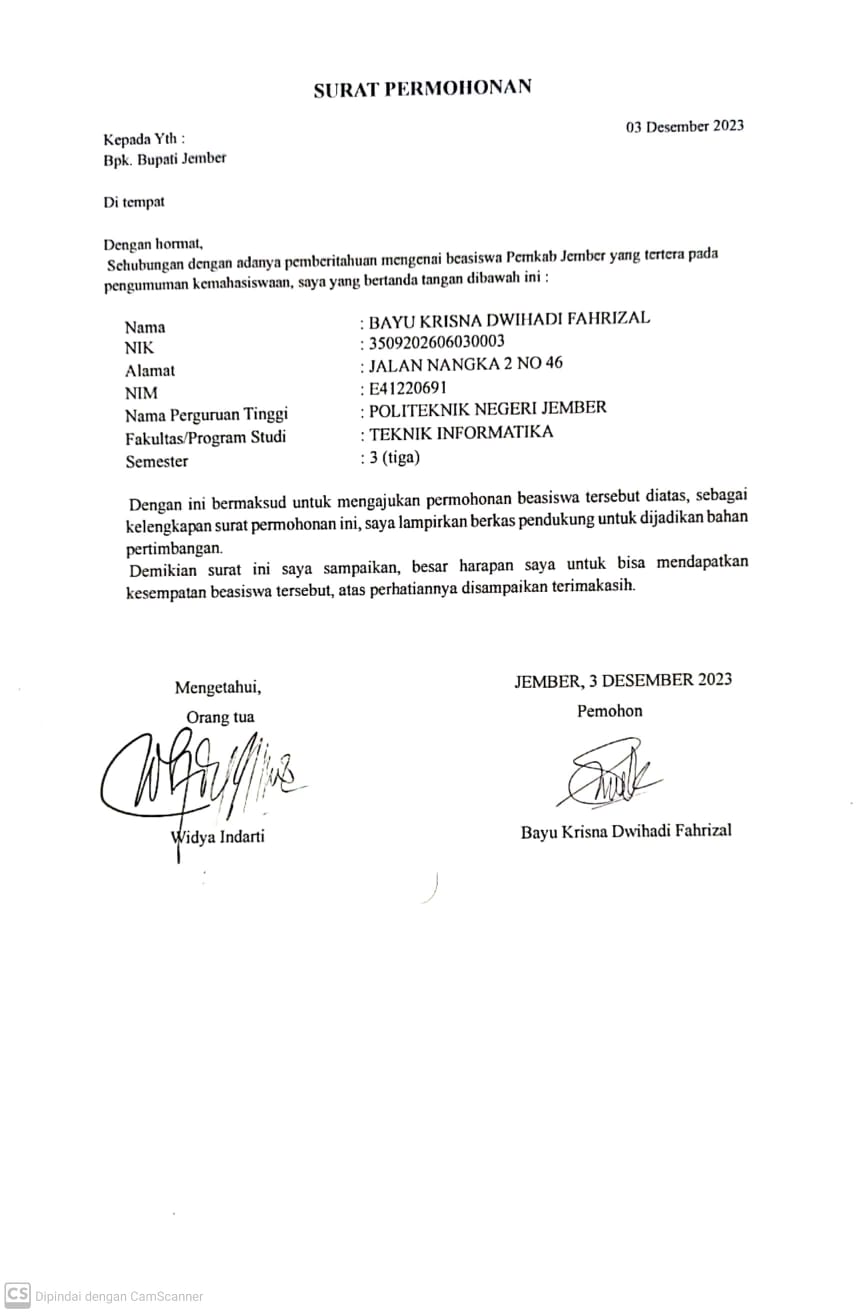 SURAT PERMOHONAN
03 Desember 2023
Kepada Yth :
Bpk. Bupati Jember
Di tempat
Dengan hormat,
Sehubungan dengan adanya pemberitahuan mengenai beasiswa Pemkab Jember yang tertera pada
pengumuman kemahasiswaan, saya yang bertanda tangan dibawah ini :
Nama : BAYU KRISNA DWIHADI FAHRIZAL
NIK : 3509202606030003
Alamat : JALAN NANGKA 2 NO 46
NIM : E41220691
Nama Perguruan Tinggi : POLITEKNIK NEGERI JEMBER
Fakultas/Program Studi : TEKNIK INFORMATIKA
Semester : 3 (tiga)
Dengan ini bermaksud untuk mengajukan permohonan beasiswa tersebut diatas, sebagai
kelengkapan surat permohonan ini, saya lampirkan berkas pendukung untuk dijadikan bahan
pertimbangan.
Demikian surat ini saya sampaikan, besar harapan saya untuk bisa mendapatkan
kesempatan beasiswa tersebut, atas perhatiannya disampaikan terimakasih.
Mengetahui,
Orang tua
Widya Indarti
JEMBER, 3 DESEMBER 2023
Pemohon
Bayu Krisna Dwihadi Fahrizal
CS Dipindai dengan CamScanner